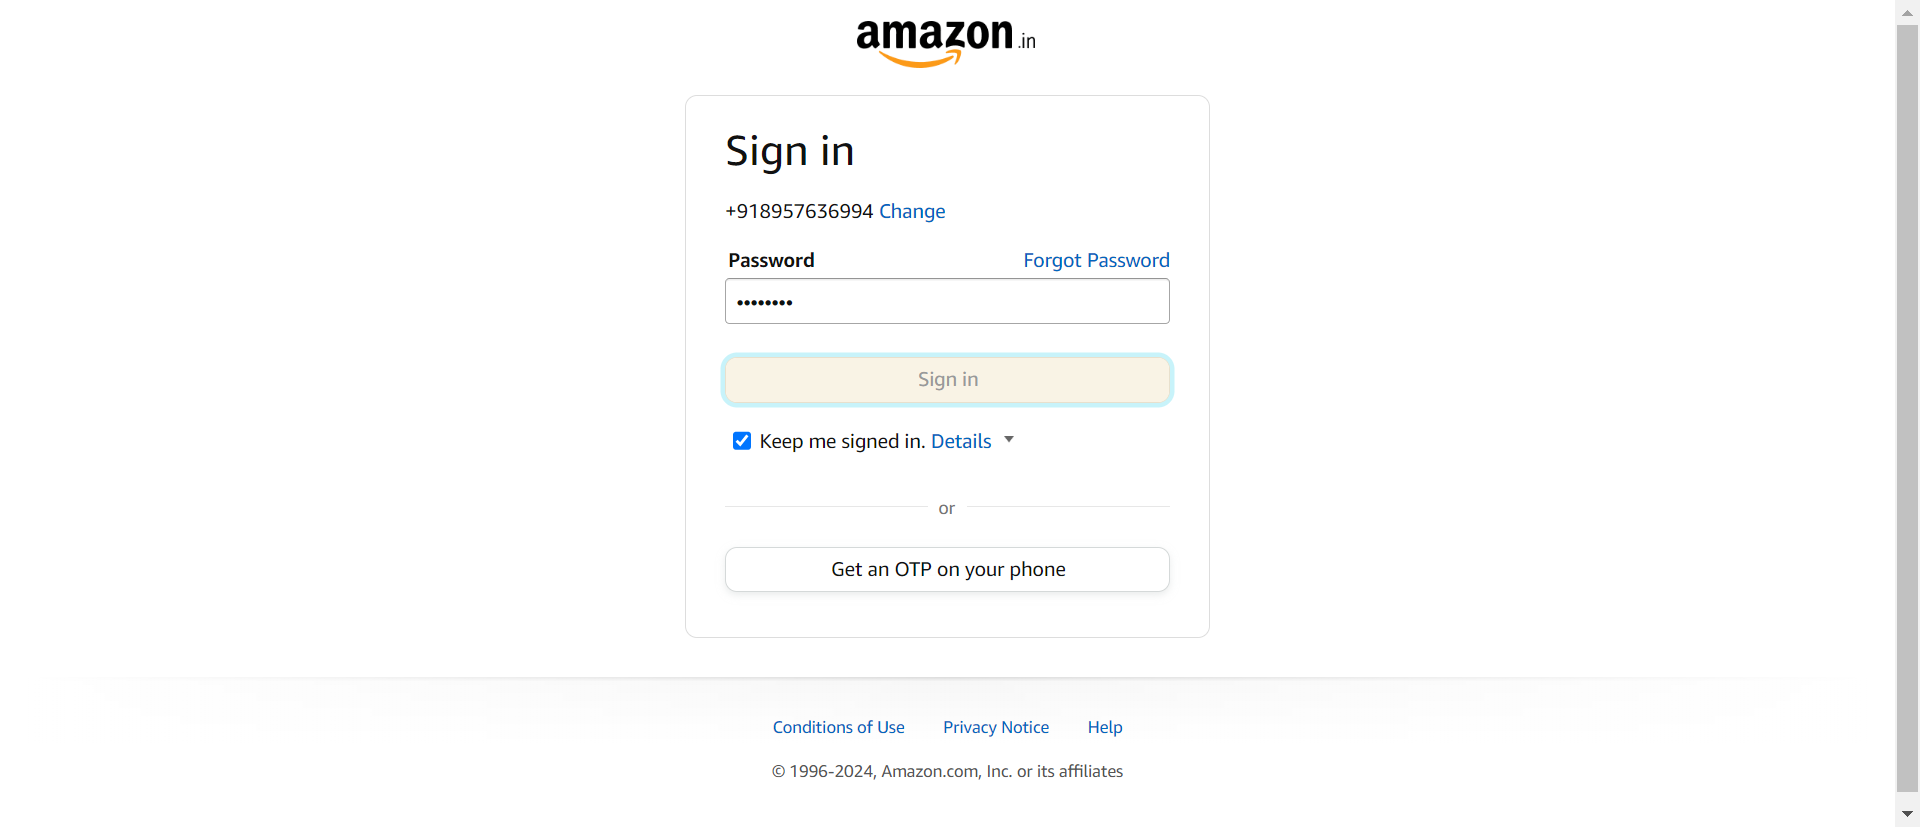 amazon.in
Sign in
+918957636994 Change
Password Forgot Password
••••••••
Sign in
Keep me signed in. Details
or
Get an OTP on your phone
Conditions of Use Privacy Notice Help
© 1996-2024, Amazon.com, Inc. or its affiliates